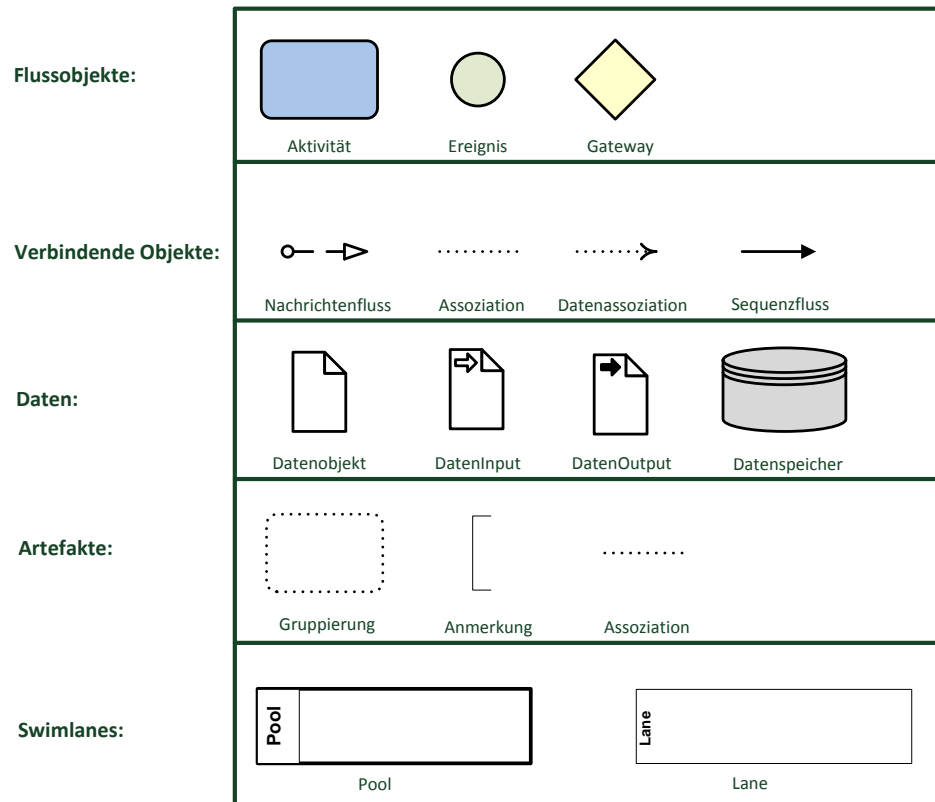 Flussobjekte:
Aktivität Ereignis Gateway
Verbindende Objekte:
Nachrichtenfluss Assoziation Datenassoziation Sequenzfluss
Daten:
Datenobjekt DatenInput DatenOutput Datenspeicher
Artefakte:
Gruppierung Anmerkung Assoziation
Swimlanes:
Pool
Lane
Pool Lane